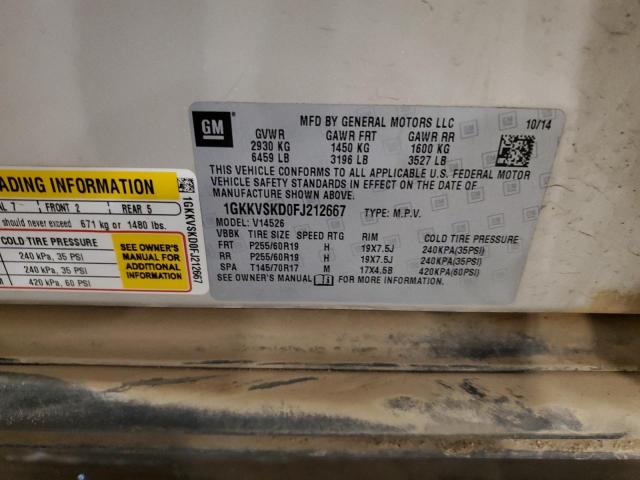 GM
MFD BY GENERAL MOTORS LLC 10/14
GVWR GAWR FRT GAWR RR
2930 KG 1450 KG 1600 KG
6459 LB 3196 LB 3527 LB
THIS VEHICLE CONFORMS TO ALL APPLICABLE U.S. FEDERAL MOTOR
VEHICLE SAFETY, BUMPER, AND THEFT PREVENTION STANDARDS IN EFFECT ON THE DATE OF
MANUFACTURE SHOWN ABOVE.
1GKKVSKD0FJ212667 TYPE: M.P.V.
MODEL: V14526
VBBK TIRE SIZE SPEED RTG RIM COLD TIRE PRESSURE
FRT P255/60R19 H 19X7.5J 240KPA(35PSI)
RR P255/60R19 H 19X7.5J 240KPA(35PSI)
SPA T145/70R17 M 17X4.5B 420KPA(60PSI)
SEE OWNER'S MANUAL FOR MORE INFORMATION.
ADING INFORMATION
AL 7 FRONT 2 REAR 5
should never exceed 671 kg or 1480 lbs.
COLD TIRE PRESSURE
240 kPa, 35 PSI
240 kPa, 35 PSI
420 kPa, 60 PSI
SEE OWNER'S
MANUAL FOR
ADDITIONAL
INFORMATION
1GKKVSKD0FJ212667